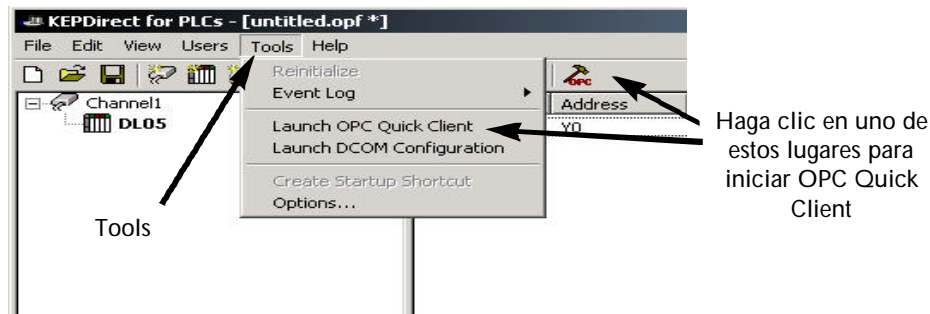 KEPDirect for PLCs - [untitled.opf *]
File Edit View Users Tools Help
OPC
Reinitialize
Event Log
Launch OPC Quick Client
Launch DCOM Configuration
Create Startup Shortcut
Options...
Channel1
DL05
Address
Y0
Tools
Haga clic en uno de
estos lugares para
iniciar OPC Quick
Client